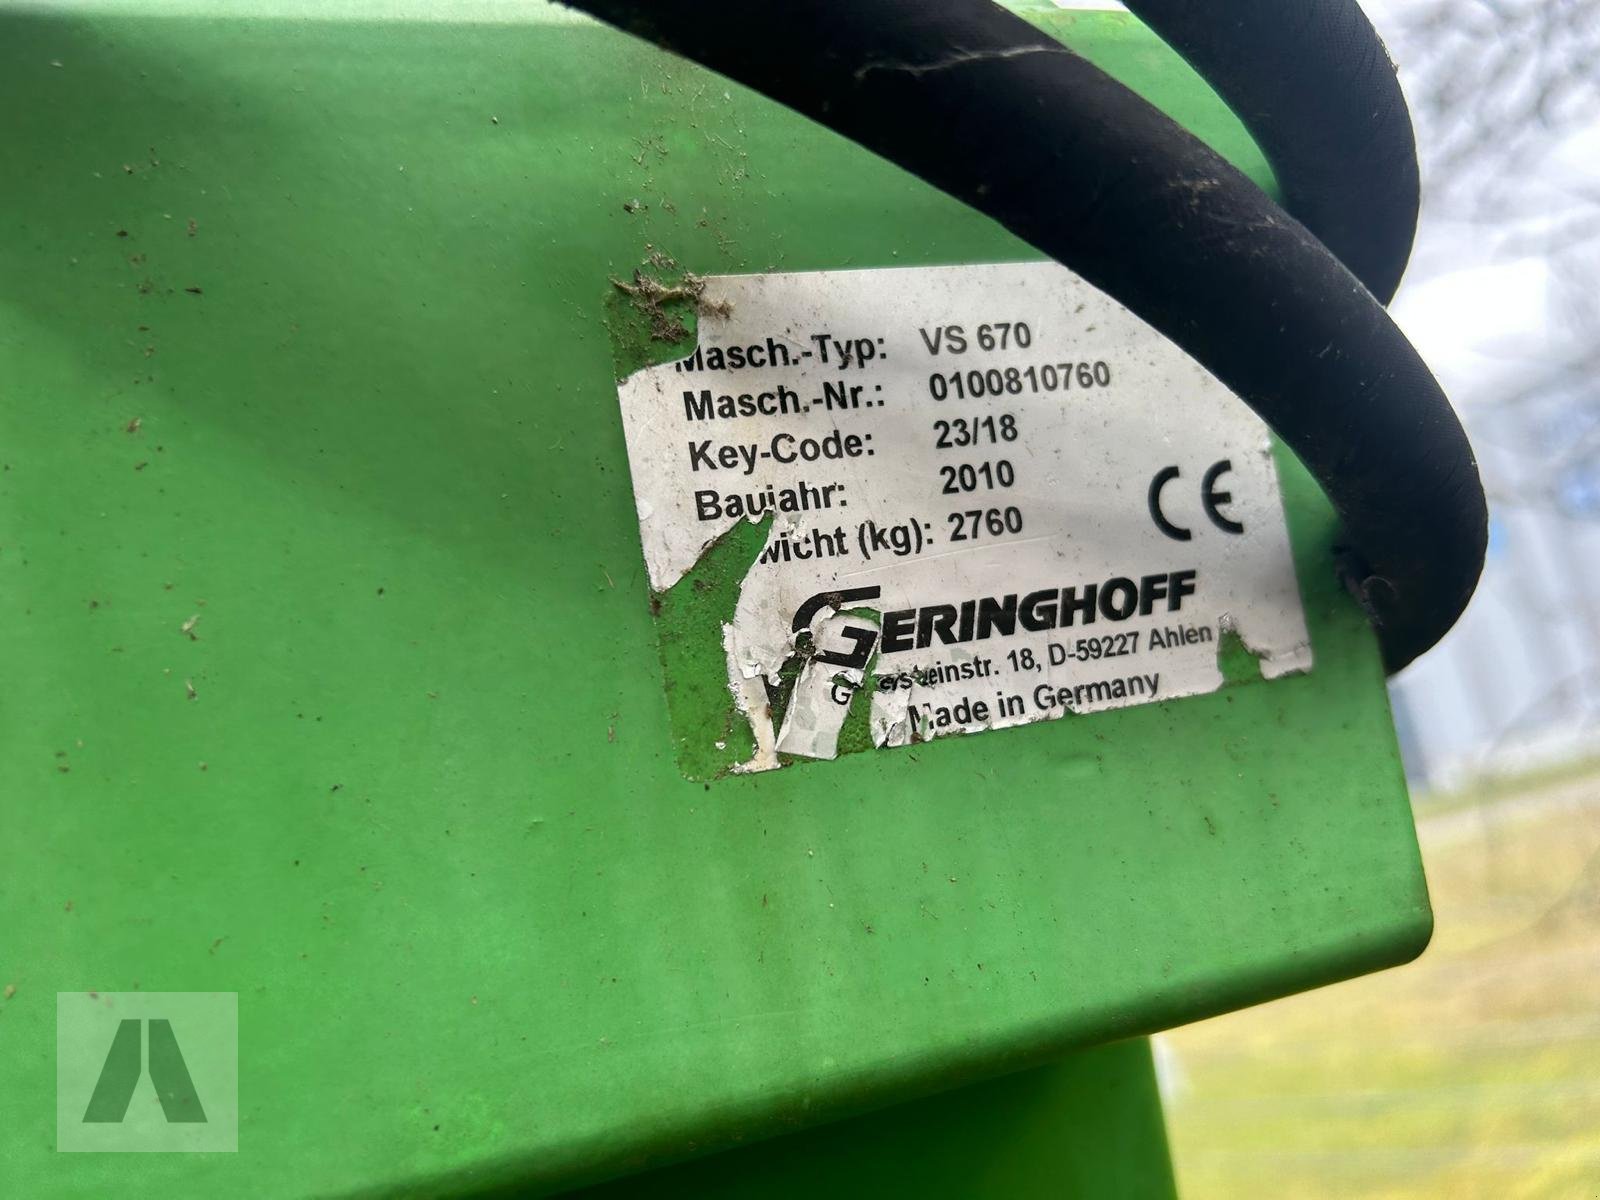 Masch.-Typ: VS 670
Masch.-Nr.: 0100810760
Key-Code: 23/18
Baujahr: 2010
wicht (kg): 2760
CE
GERINGHOFF
G ersteinstr. 18, D-59227 Ahlen
Made in Germany